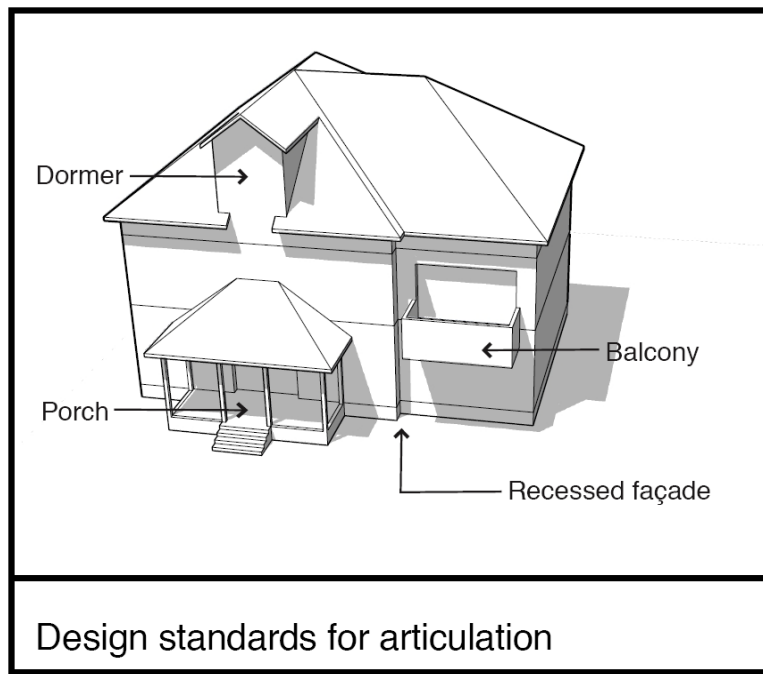 Dormer
Balcony
Porch
Recessed façade
Design standards for articulation